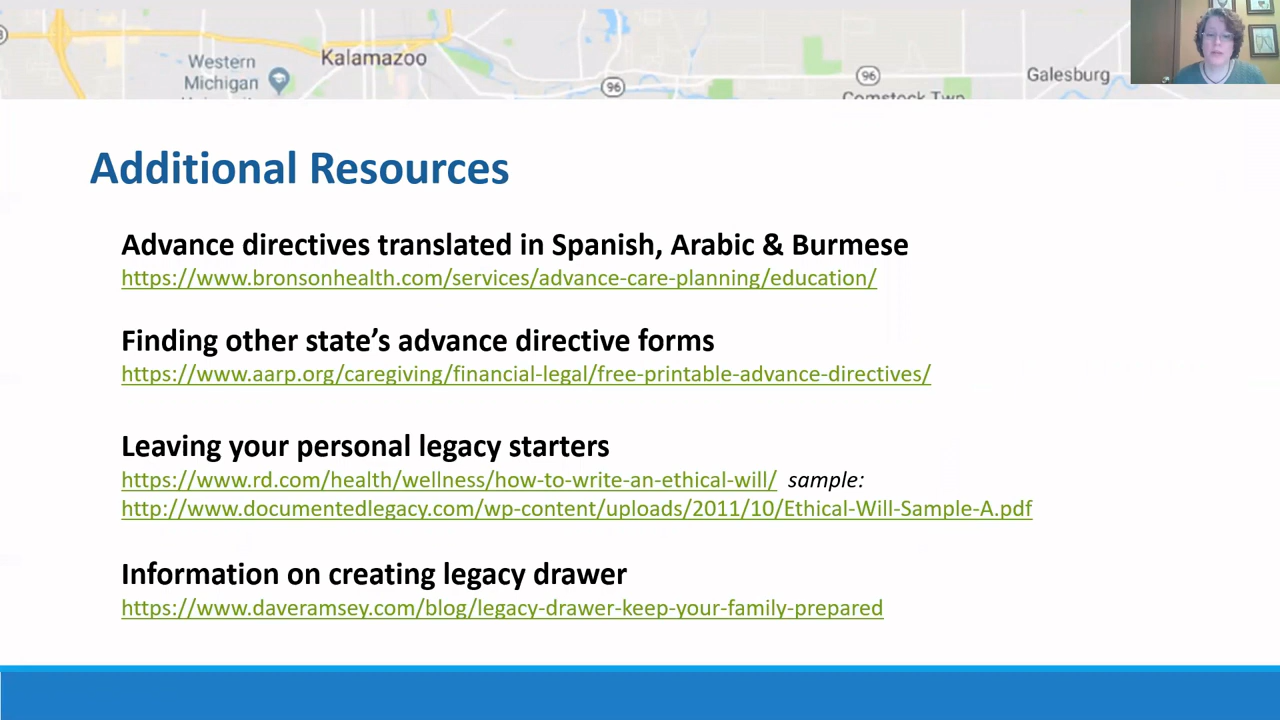 Western
Michigan
Kalamazoo
96
96
Galesburg
Comstock Twp
Additional Resources
Advance directives translated in Spanish, Arabic & Burmese
https://www.bronsonhealth.com/services/advance-care-planning/education/
Finding other state’s advance directive forms
https://www.aarp.org/caregiving/financial-legal/free-printable-advance-directives/
Leaving your personal legacy starters
https://www.rd.com/health/wellness/how-to-write-an-ethical-will/ sample:
http://www.documentedlegacy.com/wp-content/uploads/2011/10/Ethical-Will-Sample-A.pdf
Information on creating legacy drawer
https://www.daveramsey.com/blog/legacy-drawer-keep-your-family-prepared